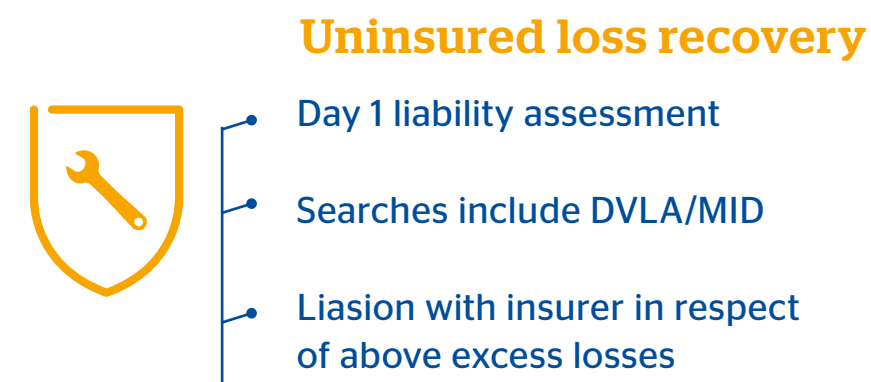 Uninsured loss recovery
Day 1 liability assessment
Searches include DVLA/MID
Liasion with insurer in respect
of above excess losses